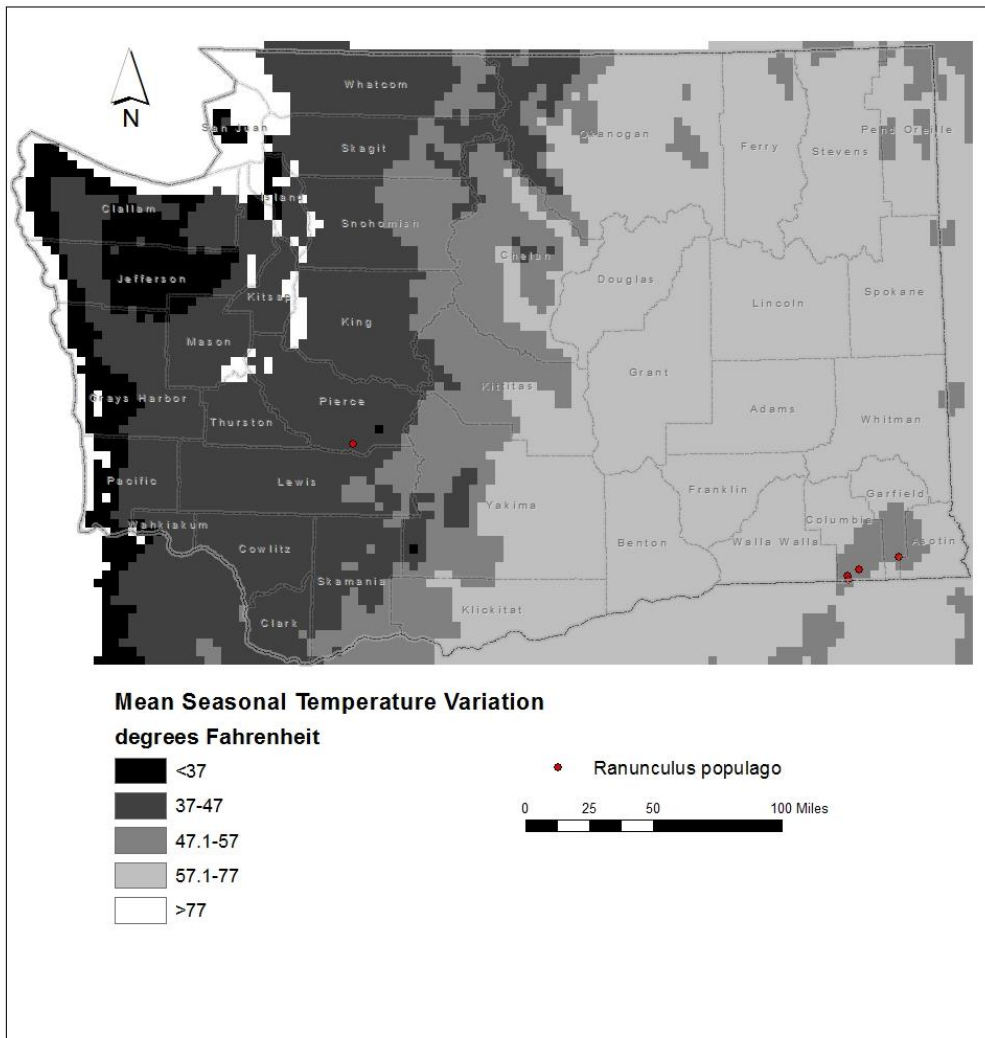 N
Whatcom
San Juan
Skagit
Okanogan
Ferry
Stevens
Pend Oreille
Island
Clallam
Snohomish
Chelan
Jefferson
Kitsap
Douglas
Lincoln
Spokane
King
Mason
Grant
Kittitas
Grays Harbor
Pierce
Adams
Whitman
Thurston
Pacific
Lewis
Yakima
Franklin
Garfield
Wahkiakum
Columbia
Asotin
Cowlitz
Benton
Walla Walla
Skamania
Klickitat
Clark
Mean Seasonal Temperature Variation
degrees Fahrenheit
<37
37-47
47.1-57
57.1-77
>77
Ranunculus populago
0 25 50 100 Miles